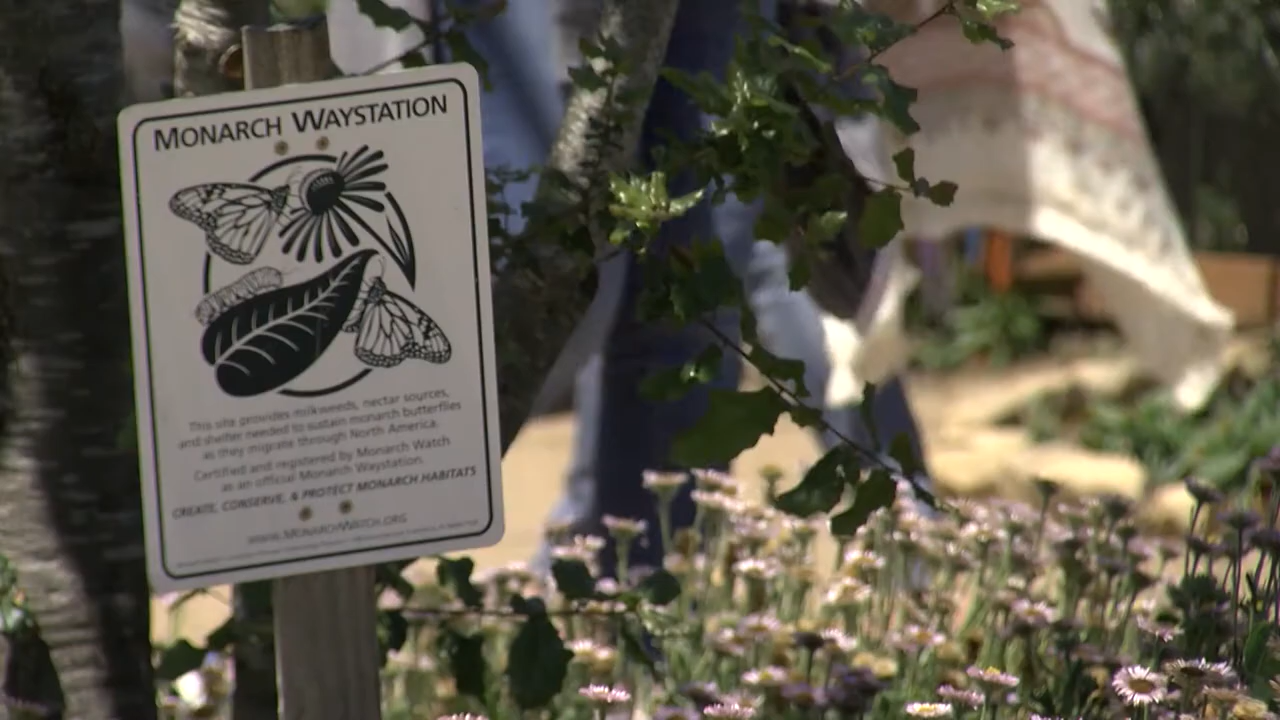 MONARCH WAYSTATION
This site provides milkweeds, nectar sources,
and shelter needed to sustain monarch butterflies
as they migrate through North America.
Certified and registered by Monarch Watch
as an official Monarch Waystation.
CREATE, CONSERVE, & PROTECT MONARCH HABITATS
WWW.MONARCHWATCH.ORG